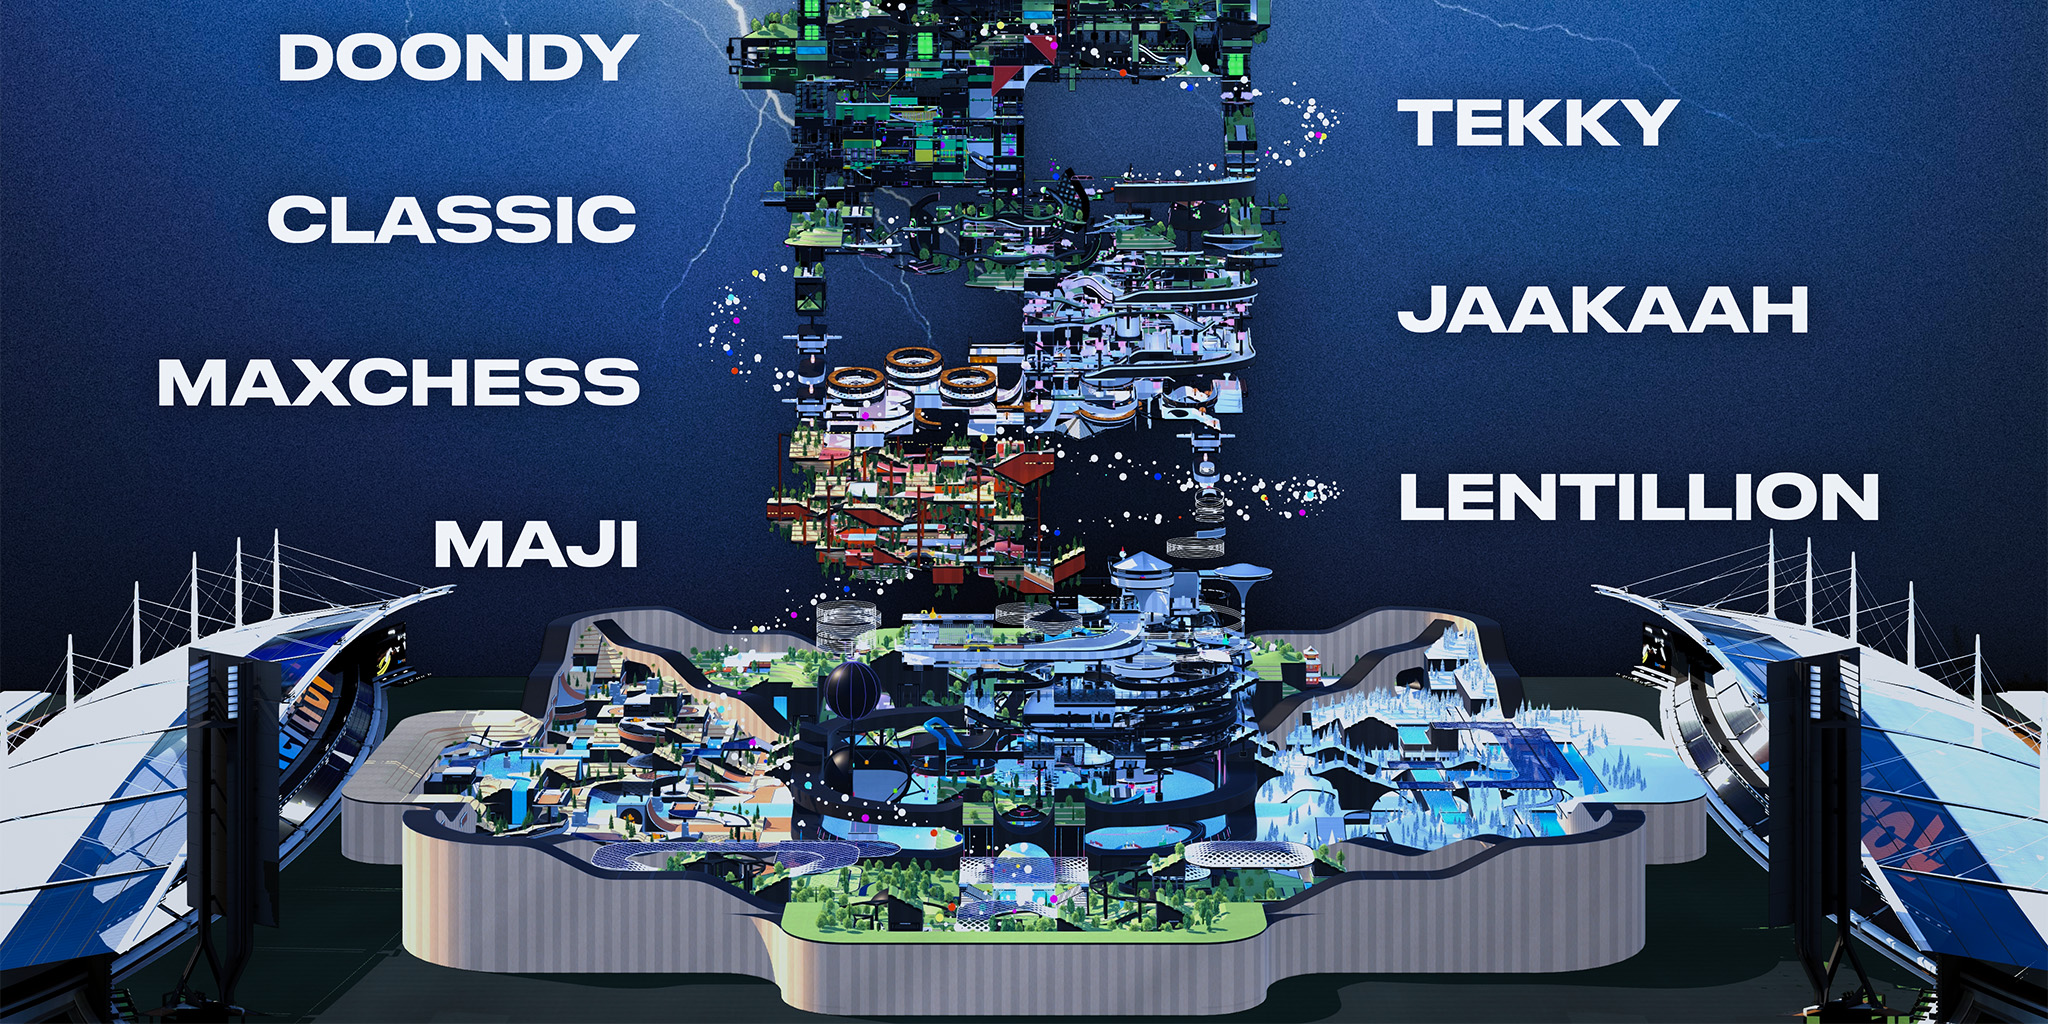 DOONDY
CLASSIC
MAXCHESS
MAJI
TEKKY
JAAKAAH
LENTILLION